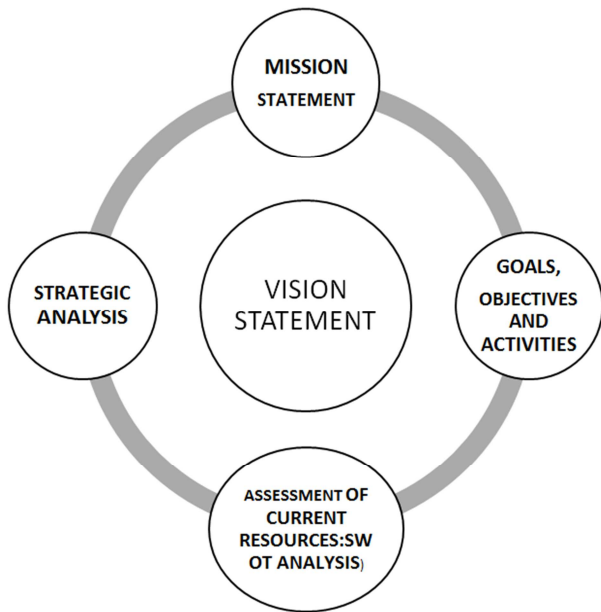 MISSION
STATEMENT
GOALS,
OBJECTIVES
AND
ACTIVITIES
STRATEGIC
ANALYSIS
VISION
STATEMENT
ASSESSMENT OF
CURRENT
RESOURCES:SW
OT ANALYSIS)